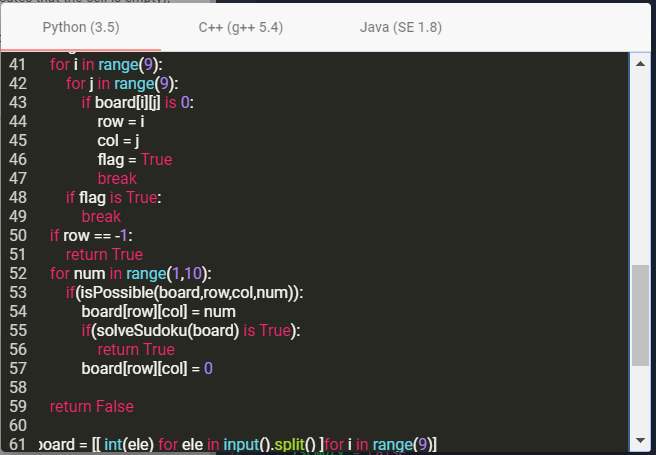 Python (3.5) C++ (g++ 5.4) Java (SE 1.8)
41 for i in range(9):
42 for j in range(9):
43 if board[i][j] is 0:
44 row = i
45 col = j
46 flag = True
47 break
48 if flag is True:
49 break
50 if row == -1:
51 return True
52 for num in range(1,10):
53 if(isPossible(board,row,col,num)):
54 board[row][col] = num
55 if(solveSudoku(board) is True):
56 return True
57 board[row][col] = 0
58
59 return False
60
61 board = [[ int(ele) for ele in input().split() ]for i in range(9)]